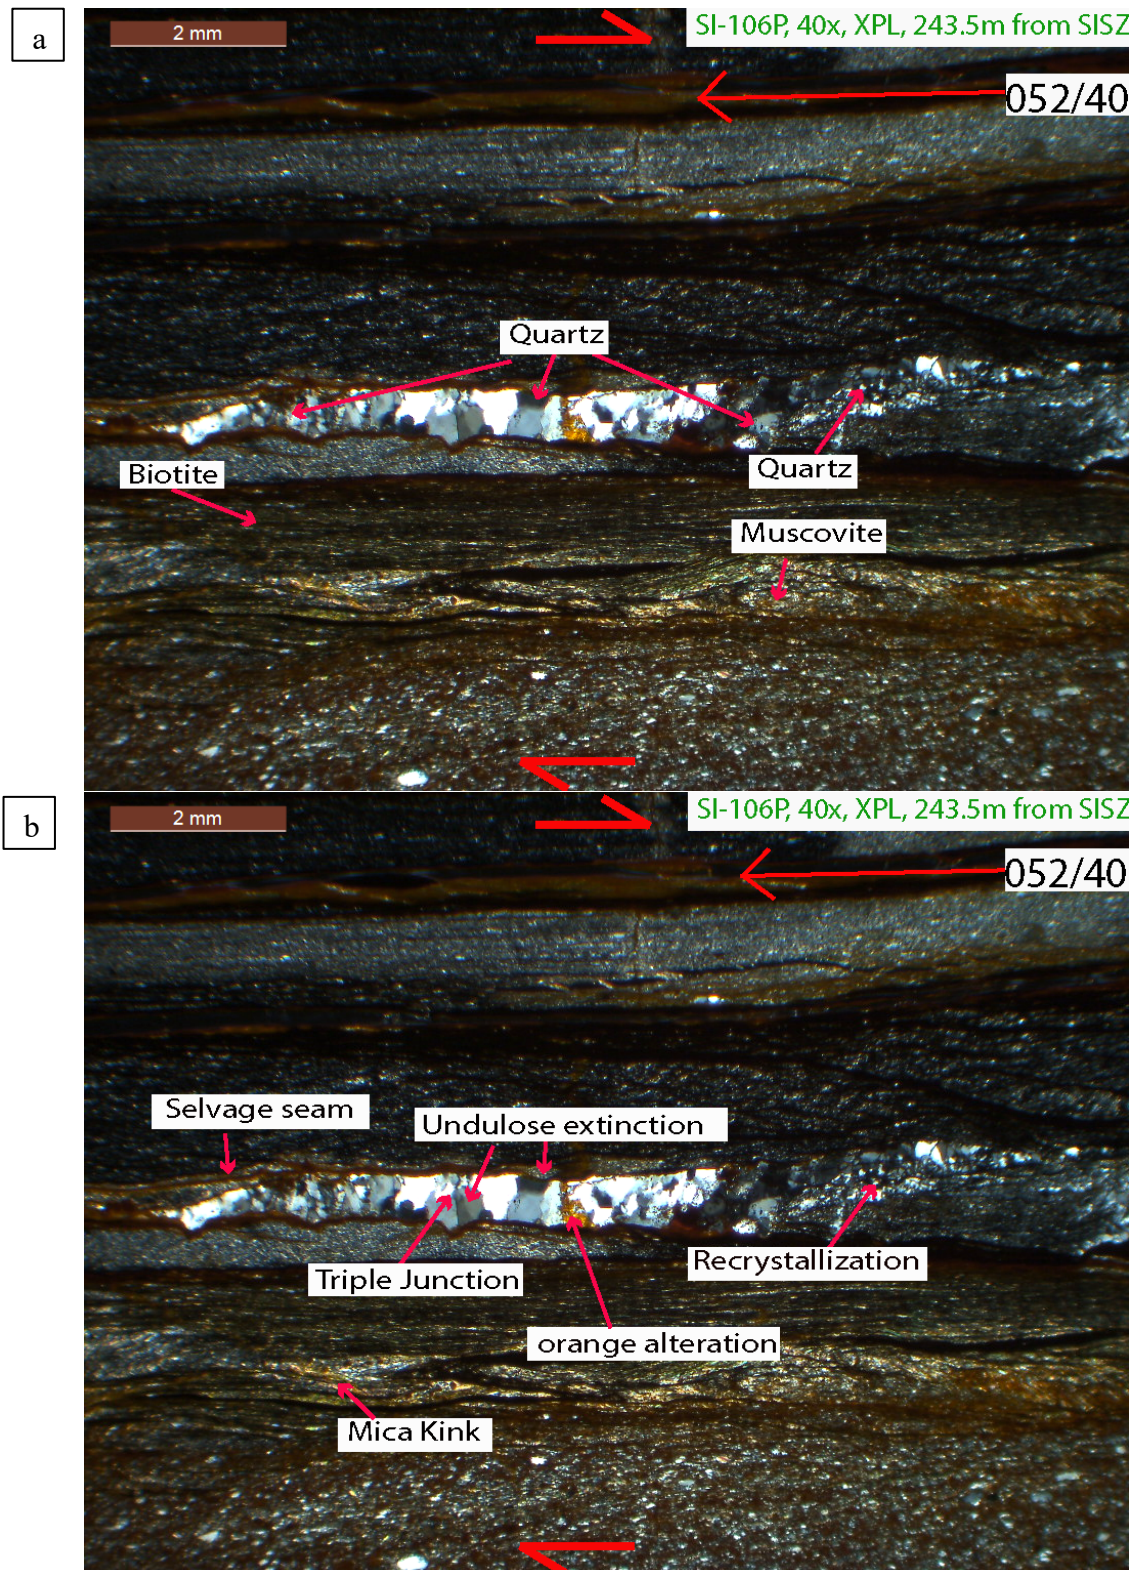 a
2 mm
SI-106P, 40x, XPL, 243.5m from SISZ
052/40
Quartz
Biotite
Quartz
Muscovite
b
2 mm
SI-106P, 40x, XPL, 243.5m from SISZ
052/40
Selvage seam
Undulose extinction
Triple Junction
Recrystallization
orange alteration
Mica Kink